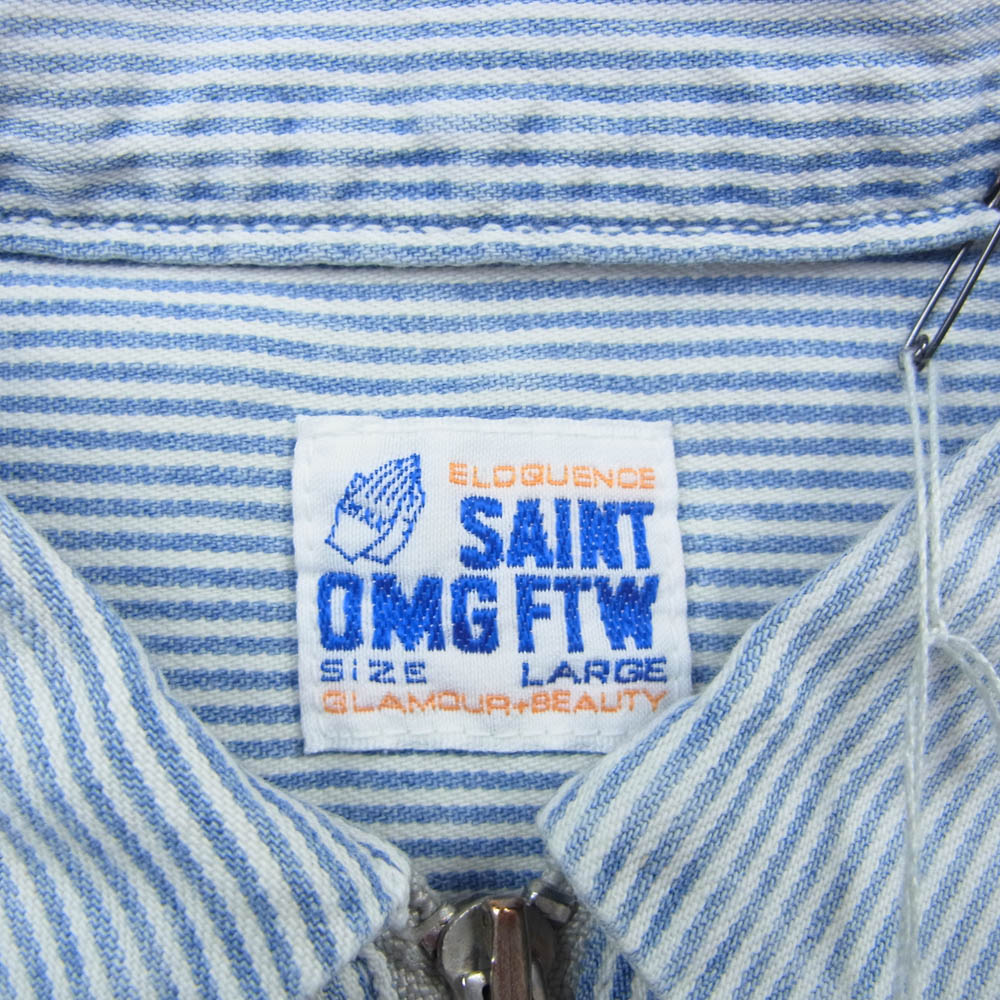 ELOQUENCE
SAINT
OMG FTW
SiZE LARGE
GLAMOUR+BEAUTY